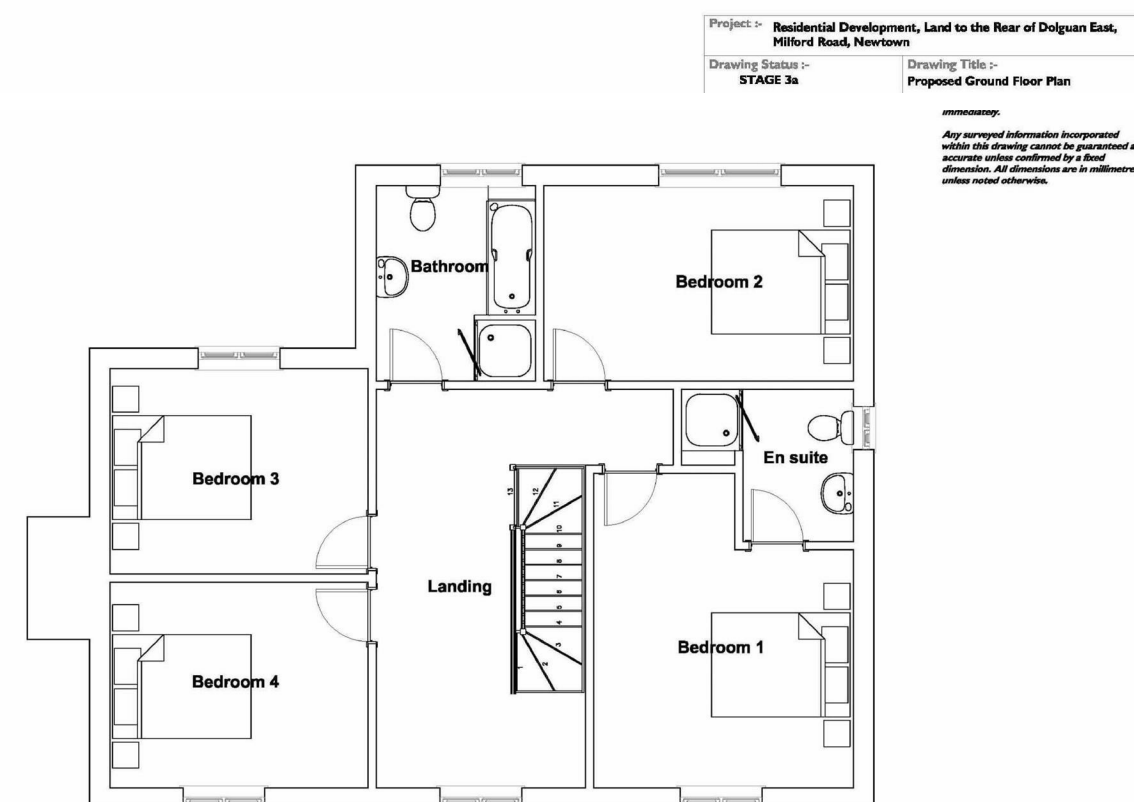 Project :- Residential Development, Land to the Rear of Dolguan East,
Milford Road, Newtown
Drawing Status :-
STAGE 3a
Drawing Title :-
Proposed Ground Floor Plan
immediately.
Any surveyed information incorporated
within this drawing cannot be guaranteed a
accurate unless confirmed by a fixed
dimension. All dimensions are in millimetre
unless noted otherwise.
Bathroom
Bedroom 2
En suite
Bedroom 3
13
12
11
10
9
8
7
6
5
4
3
2
1
Landing
Bedroom 1
Bedroom 4